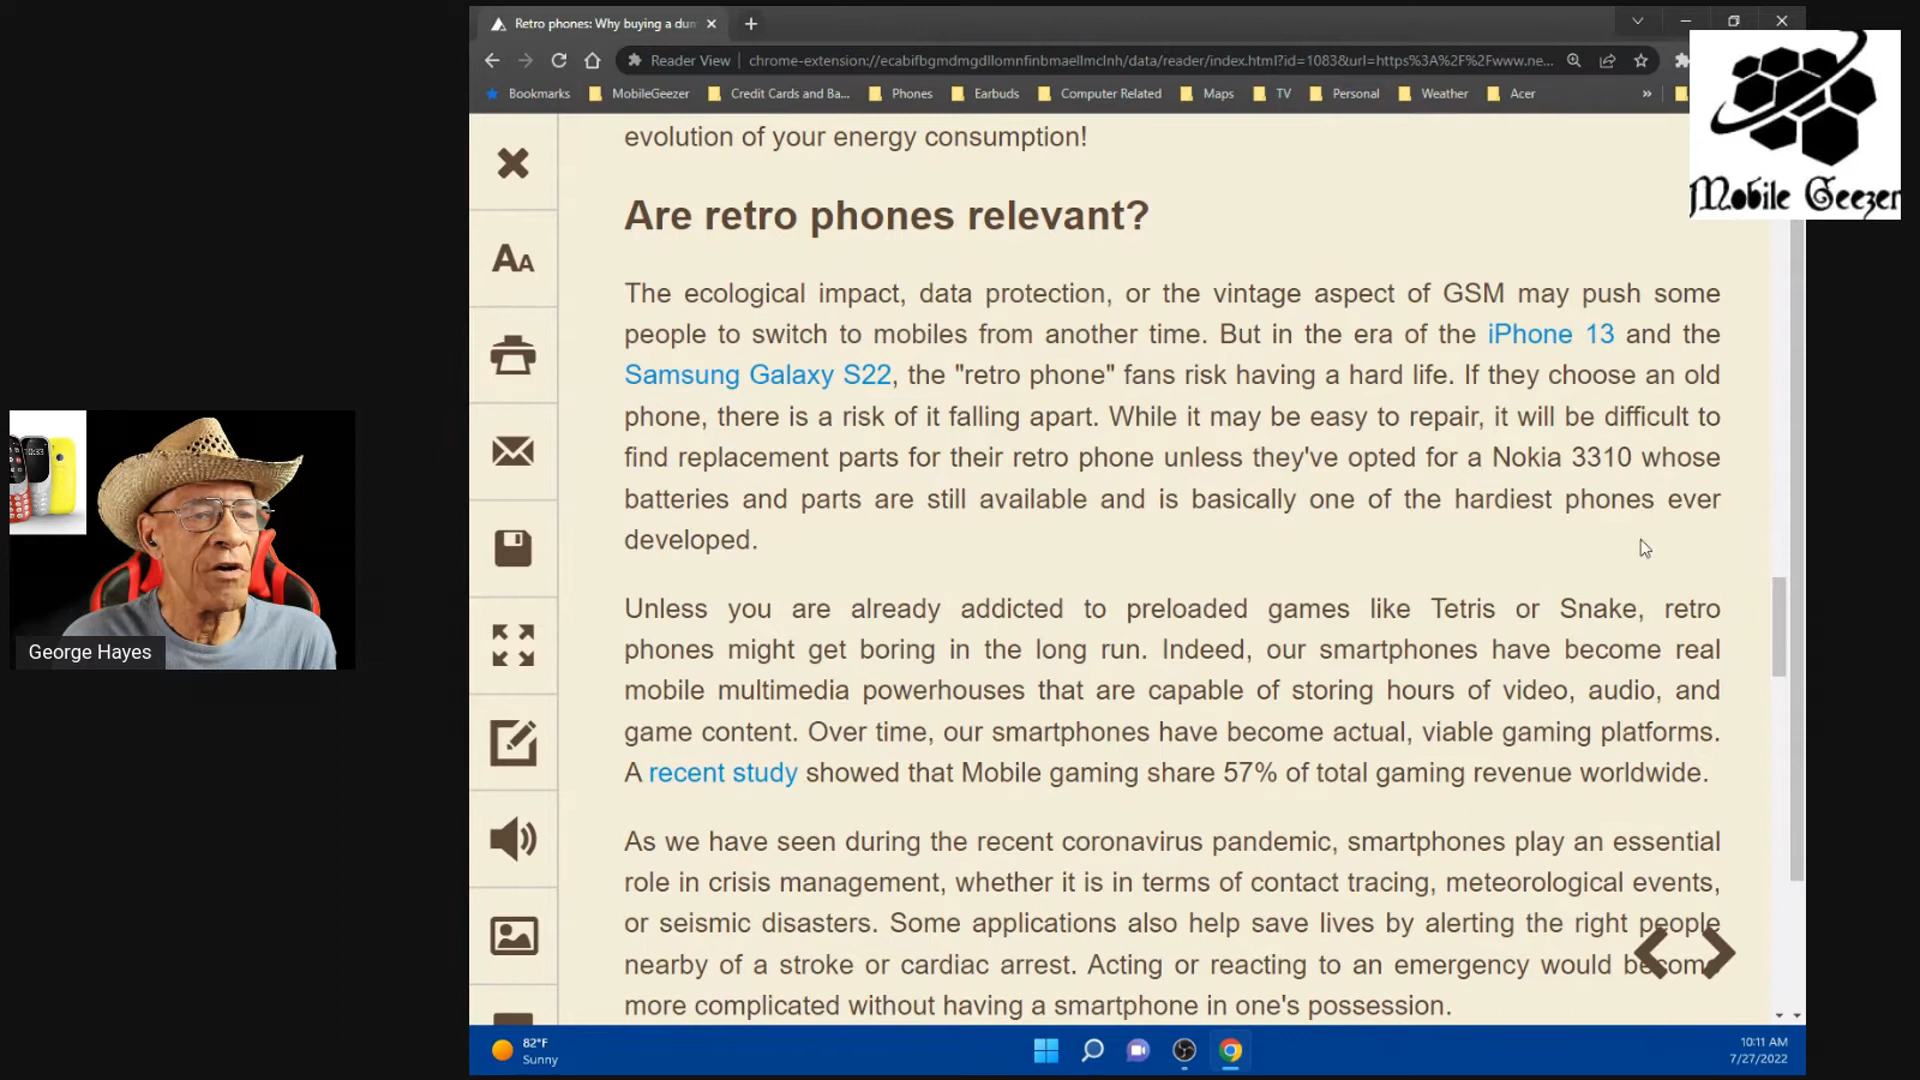 Retro phones: Why buying a dun
Reader View
chrome-extension://ecabifbgmdmgdllomnfinbmaellmclnh/data/reader/index.html?id=1083&url=https%3A%2F%2Fwww.ne...
Bookmarks MobileGeezer Credit Cards and Ba... Phones Earbuds Computer Related Maps TV Personal Weather Acer »
Mobile Geezer
evolution of your energy consumption!
Are retro phones relevant?
The ecological impact, data protection, or the vintage aspect of GSM may push some
people to switch to mobiles from another time. But in the era of the iPhone 13 and the
Samsung Galaxy S22, the "retro phone" fans risk having a hard life. If they choose an old
phone, there is a risk of it falling apart. While it may be easy to repair, it will be difficult to
find replacement parts for their retro phone unless they've opted for a Nokia 3310 whose
batteries and parts are still available and is basically one of the hardiest phones ever
developed.
Unless you are already addicted to preloaded games like Tetris or Snake, retro
phones might get boring in the long run. Indeed, our smartphones have become real
mobile multimedia powerhouses that are capable of storing hours of video, audio, and
game content. Over time, our smartphones have become actual, viable gaming platforms.
A recent study showed that Mobile gaming share 57% of total gaming revenue worldwide.
As we have seen during the recent coronavirus pandemic, smartphones play an essential
role in crisis management, whether it is in terms of contact tracing, meteorological events,
or seismic disasters. Some applications also help save lives by alerting the right people
nearby of a stroke or cardiac arrest. Acting or reacting to an emergency would become
more complicated without having a smartphone in one's possession.
AA
10:33
George Hayes
82°F
Sunny
10:11 AM
7/27/2022